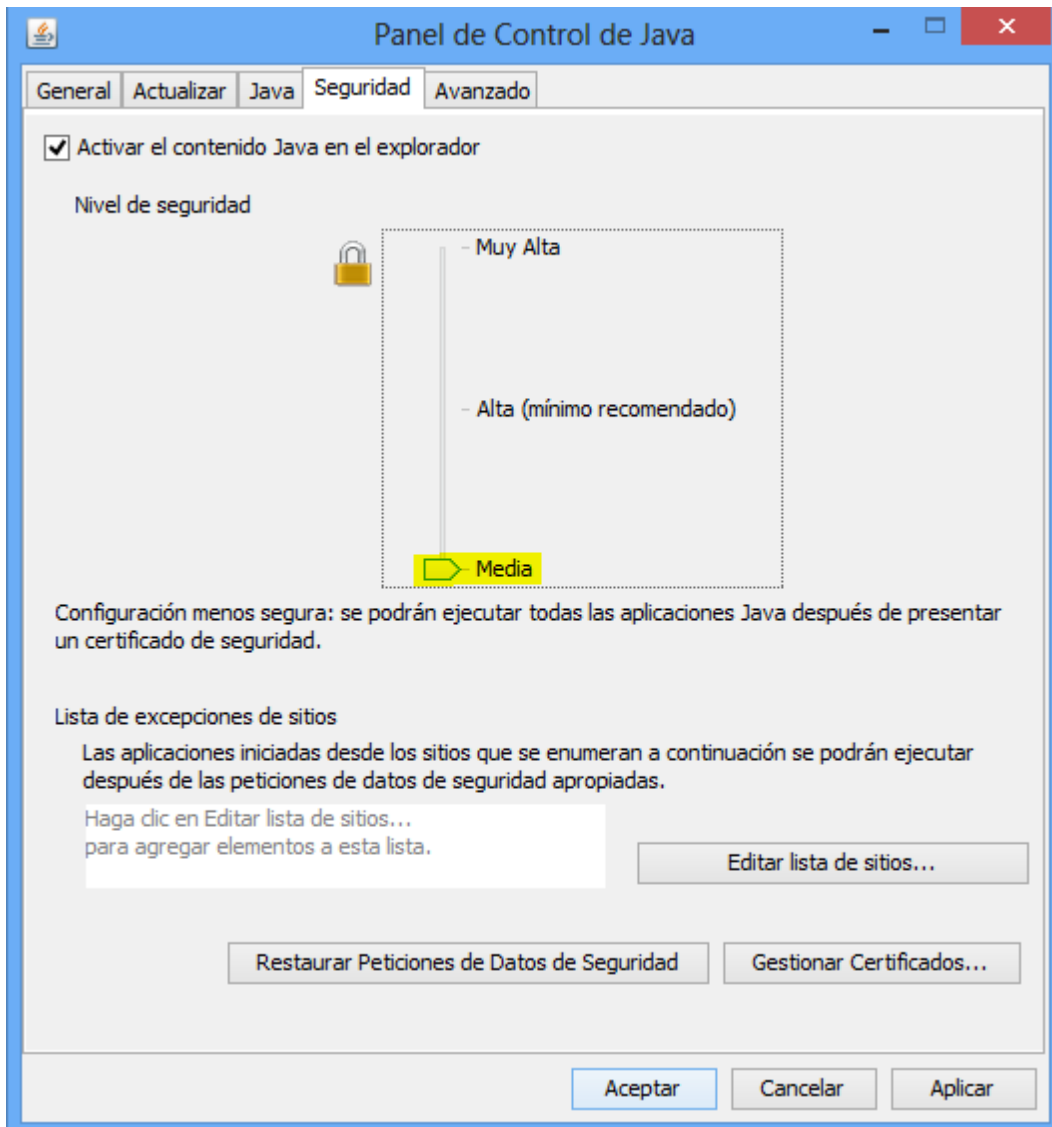 Panel de Control de Java
General Actualizar Java Seguridad Avanzado
Activar el contenido Java en el explorador
Nivel de seguridad
Muy Alta
Alta (mínimo recomendado)
Media
Configuración menos segura: se podrán ejecutar todas las aplicaciones Java después de presentar
un certificado de seguridad.
Lista de excepciones de sitios
Las aplicaciones iniciadas desde los sitios que se enumeran a continuación se podrán ejecutar
después de las peticiones de datos de seguridad apropiadas.
Haga clic en Editar lista de sitios...
para agregar elementos a esta lista.
Editar lista de sitios...
Restaurar Peticiones de Datos de Seguridad Gestionar Certificados...
Aceptar Cancelar Aplicar